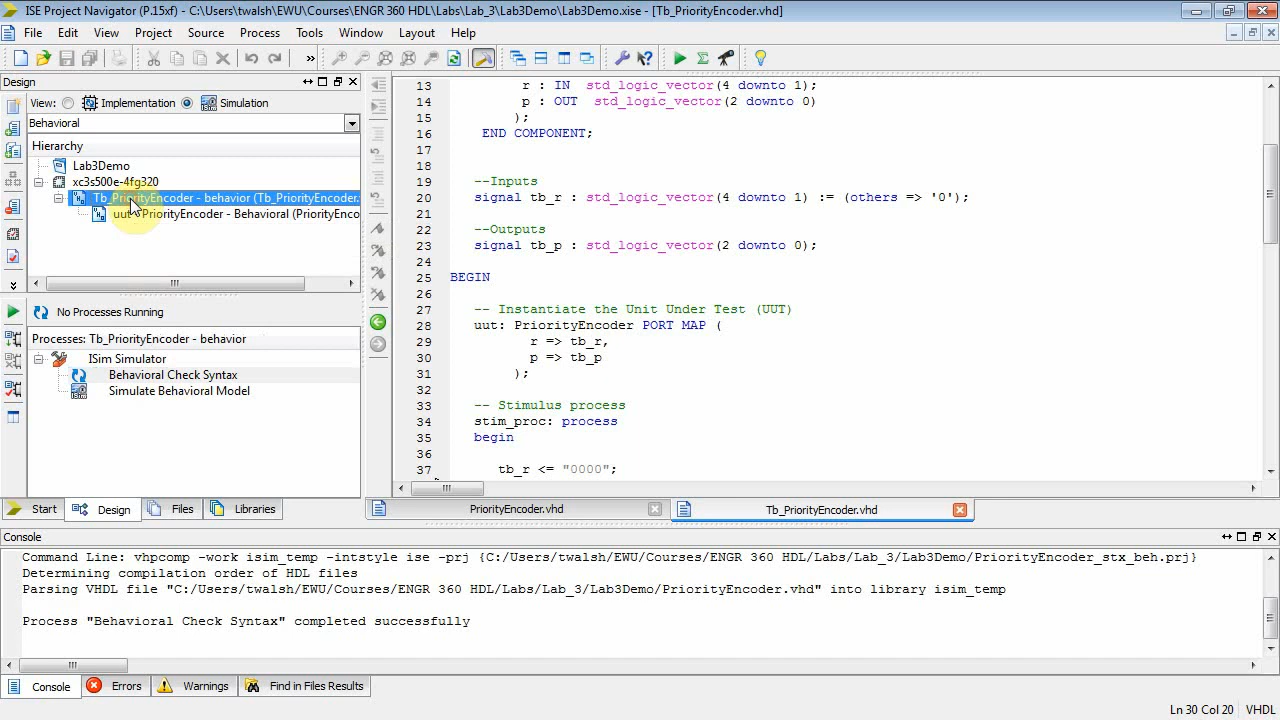 ISE Project Navigator (P.15xf) - C:\Users\twalsh\EWU\Courses\ENGR 360 HDL\Labs\Lab_3\Lab3Demo\Lab3Demo.xise - [Tb_PriorityEncoder.vhd]
File Edit View Project Source Process Tools Window Layout Help
Design
View: Implementation Simulation
Behavioral
Hierarchy
Lab3Demo
xc3s500e-4fg320
Tb_PriorityEncoder - behavior (Tb_PriorityEncoder.
PriorityEncoder - Behavioral (PriorityEnco
No Processes Running
Processes: Tb_PriorityEncoder - behavior
ISim Simulator
Behavioral Check Syntax
Simulate Behavioral Model
Start Design Files Libraries
13 r : IN std_logic_vector(4 downto 1);
14 p : OUT std_logic_vector(2 downto 0)
15 );
16 END COMPONENT;
17
18
19 --Inputs
20 signal tb_r : std_logic_vector(4 downto 1) := (others => '0');
21
22 --Outputs
23 signal tb_p : std_logic_vector(2 downto 0);
24
25 BEGIN
26
27 -- Instantiate the Unit Under Test (UUT)
28 uut: PriorityEncoder PORT MAP (
29 r => tb_r,
30 p => tb_p
31 );
32
33 -- Stimulus process
34 stim_proc: process
35 begin
36
37 tb_r <= "0000";
PriorityEncoder.vhd Tb_PriorityEncoder.vhd
Console
Command Line: vhpcomp -work isim_temp -intstyle ise -prj {C:/Users/twalsh/EWU/Courses/ENGR 360 HDL/Labs/Lab_3/Lab3Demo/PriorityEncoder_stx_beh.prj}
Determining compilation order of HDL files
Parsing VHDL file "C:/Users/twalsh/EWU/Courses/ENGR 360 HDL/Labs/Lab_3/Lab3Demo/PriorityEncoder.vhd" into library isim_temp
Process "Behavioral Check Syntax" completed successfully
Console Errors Warnings Find in Files Results
Ln 30 Col 20 VHDL